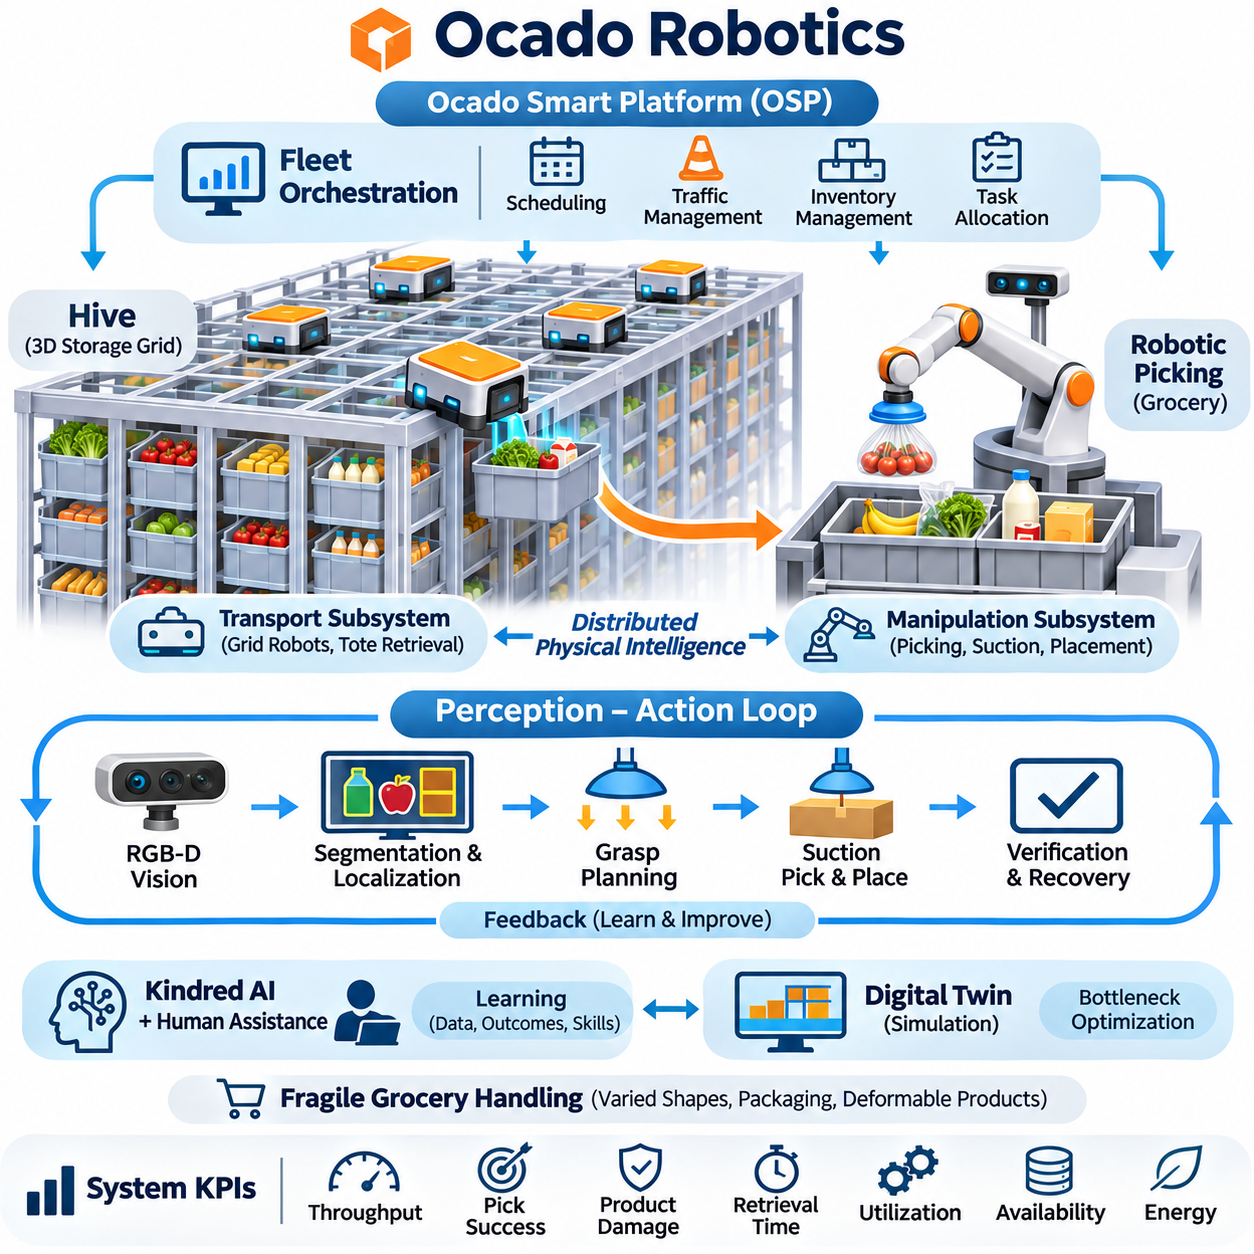 Ocado Robotics
Ocado Smart Platform (OSP)
Fleet
Orchestration
Scheduling
Traffic
Management
Inventory
Management
Task
Allocation
Hive
(3D Storage Grid)
Robotic
Picking
(Grocery)
Transport Subsystem
(Grid Robots, Tote Retrieval)
Distributed
Physical Intelligence
Manipulation Subsystem
(Picking, Suction, Placement)
Perception – Action Loop
RGB-D
Vision
Segmentation &
Localization
Grasp
Planning
Suction
Pick & Place
Verification
& Recovery
Feedback (Learn & Improve)
Kindred AI
+ Human Assistance
Learning
(Data, Outcomes, Skills)
Digital Twin
(Simulation)
Bottleneck
Optimization
Fragile Grocery Handling (Varied Shapes, Packaging, Deformable Products)
System KPIs
Throughput
Pick
Success
Product
Damage
Retrieval
Time
Utilization
Availability
Energy